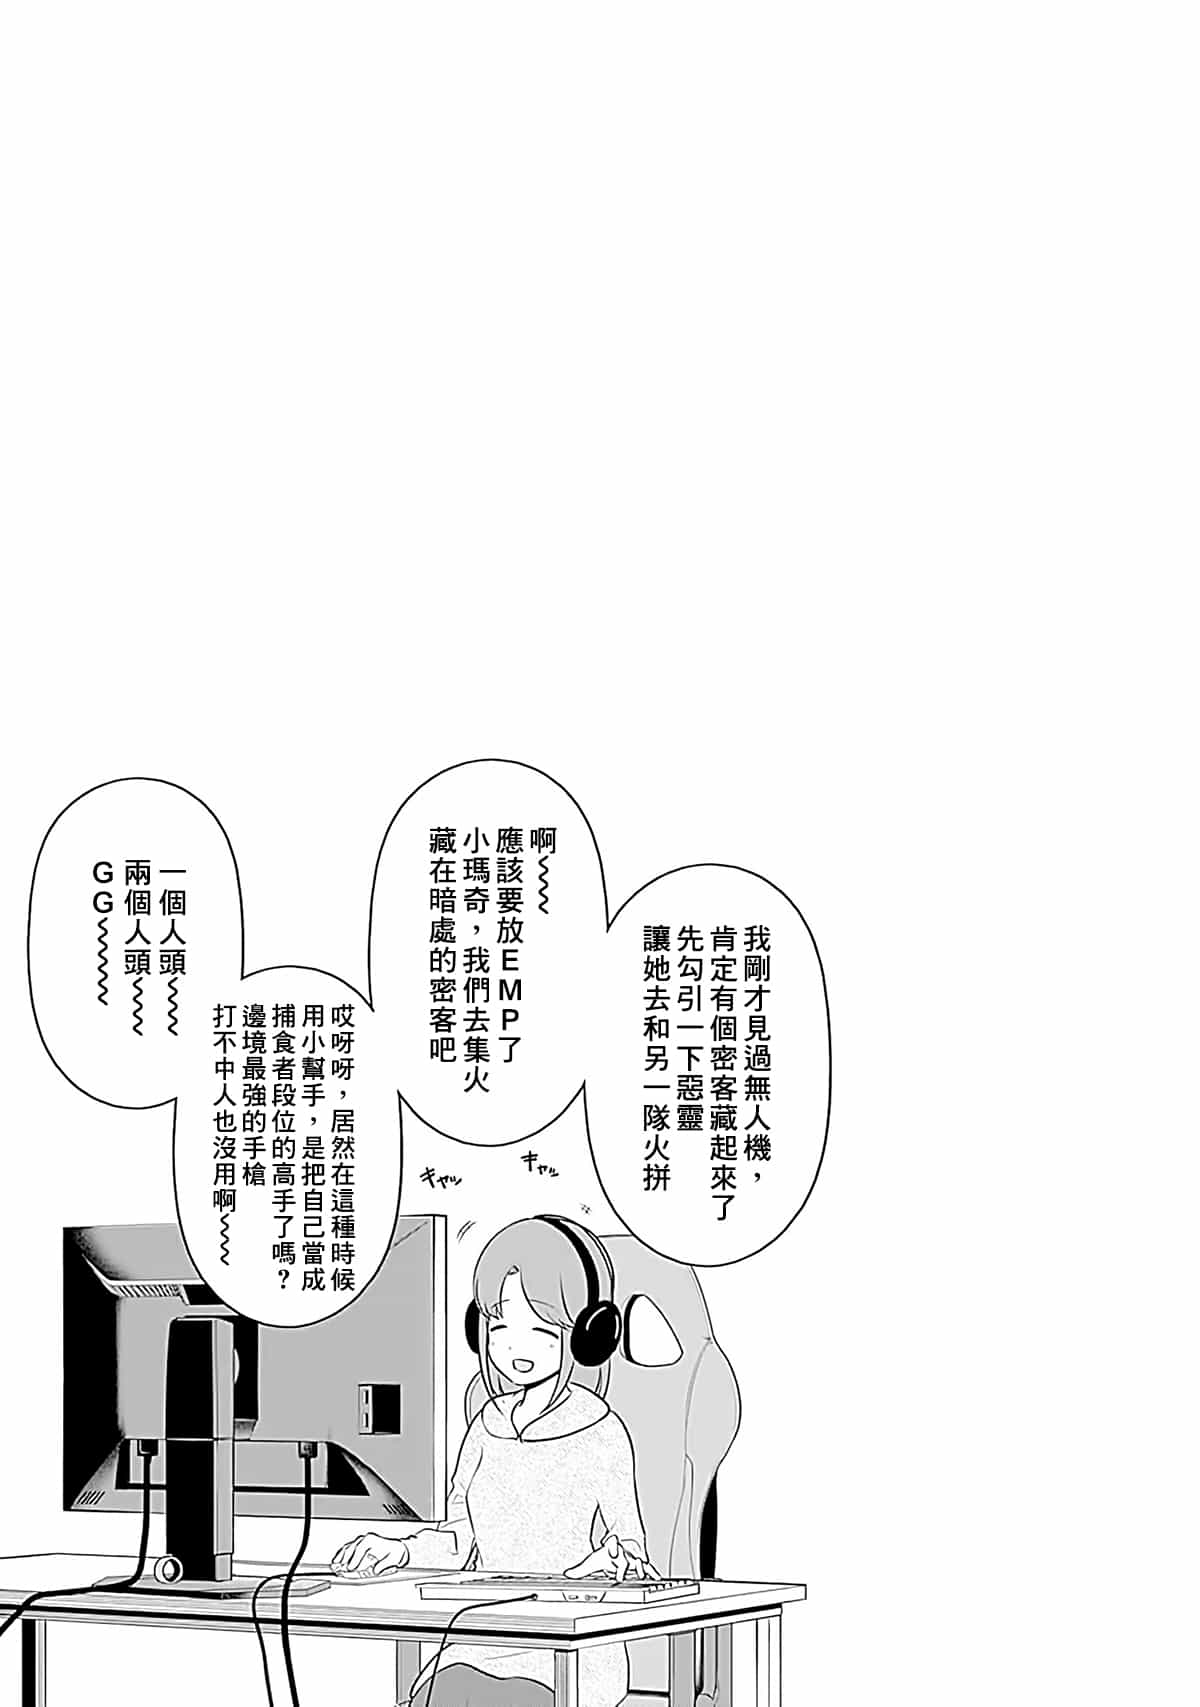 我剛才見過無人機，
肯定有個密客藏起來了
先勾引一下惡靈
讓她去和另一隊火拼
啊~~~
應該要放EMP了
小瑪奇，我們去集火
藏在暗處的密客吧
哎呀呀，居然在這種時候
用小幫手，是把自己當成
捕食者段位的高手了嗎？
邊境最強的手槍
打不中人也沒用啊~~~
一個人頭~~~
兩個人頭~~~
GG~~~~
キャッ
キャッ